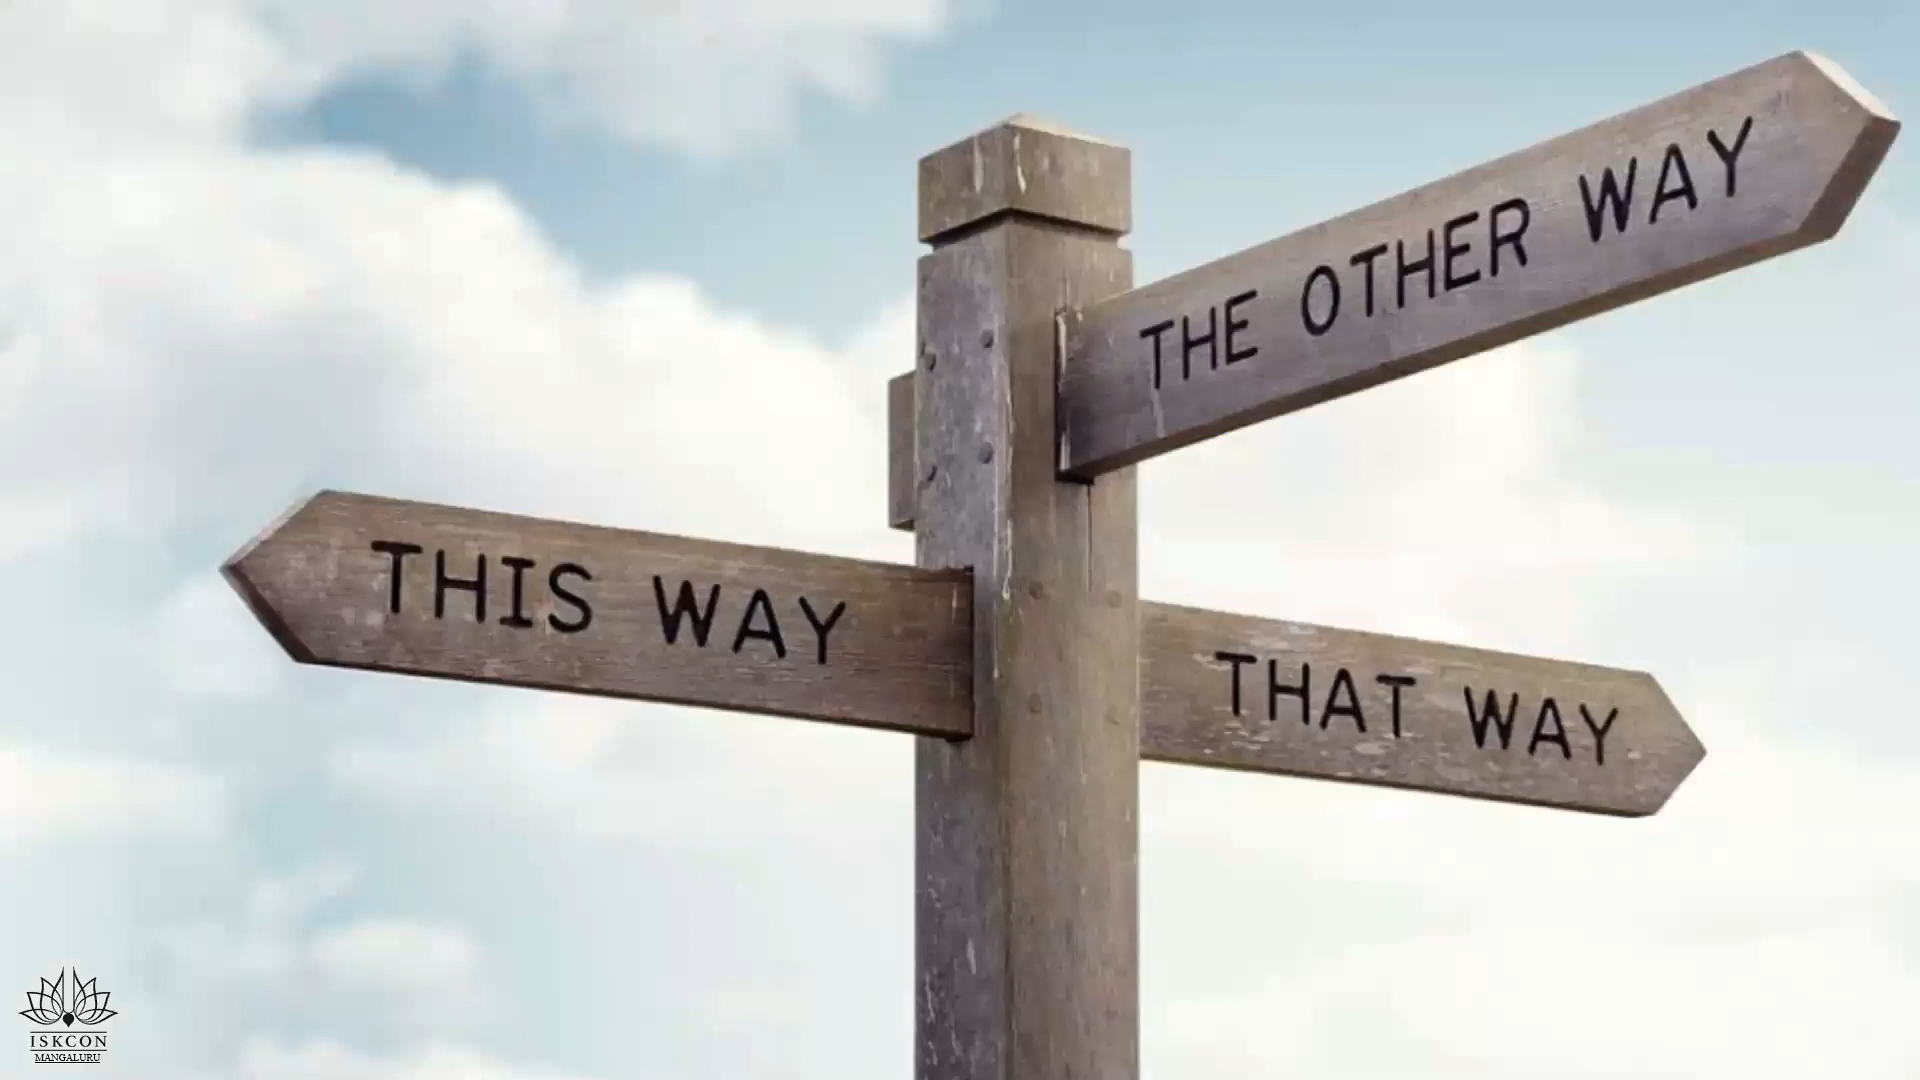 THE OTHER WAY
THIS WAY
THAT WAY
ISKCON
MANGALURU